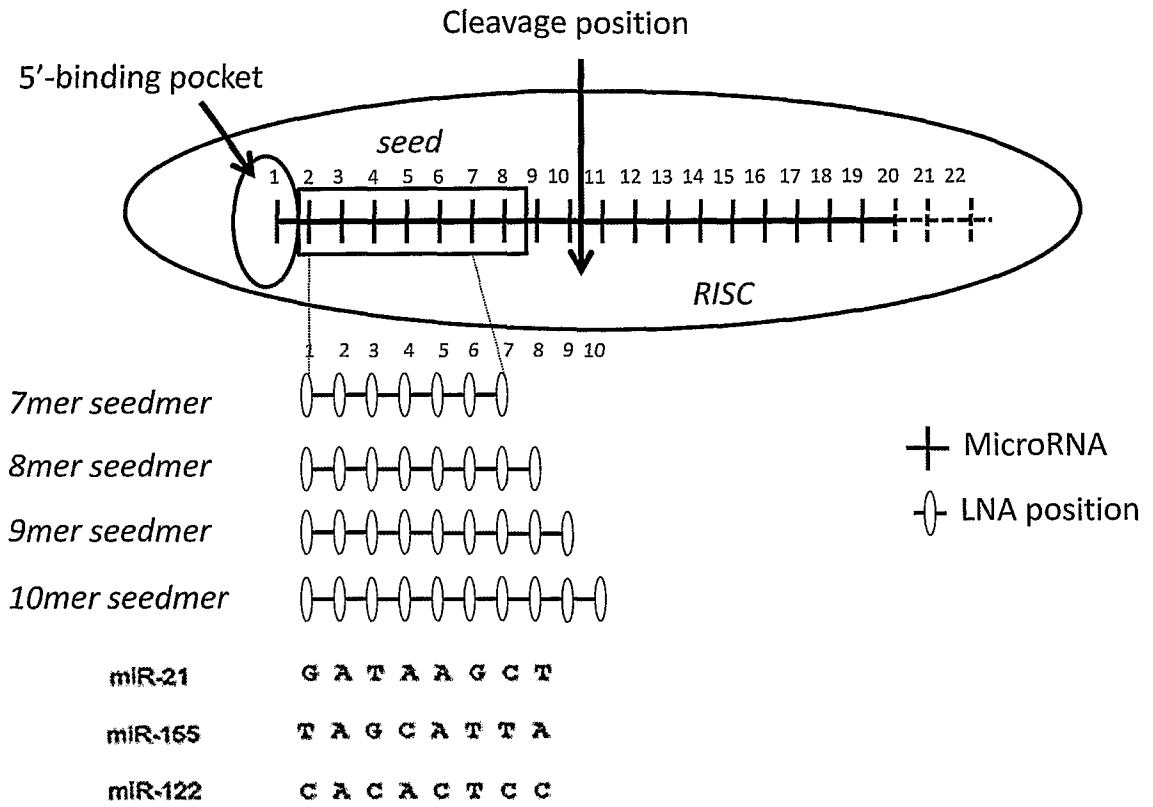 Cleavage position
5'-binding pocket
seed
1 2 3 4 5 6 7 8 9 10 11 12 13 14 15 16 17 18 19 20 21 22
RISC
1 2 3 4 5 6 7 8 9 10
7mer seedmer
8mer seedmer
9mer seedmer
10mer seedmer
MicroRNA
LNA position
miR-21 G A T A A G C T
miR-155 T A G C A T T A
miR-122 C A C A C T C C